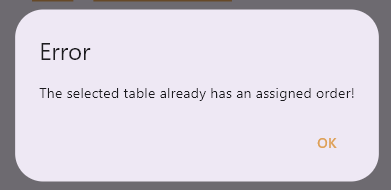 Error
The selected table already has an assigned order!
OK